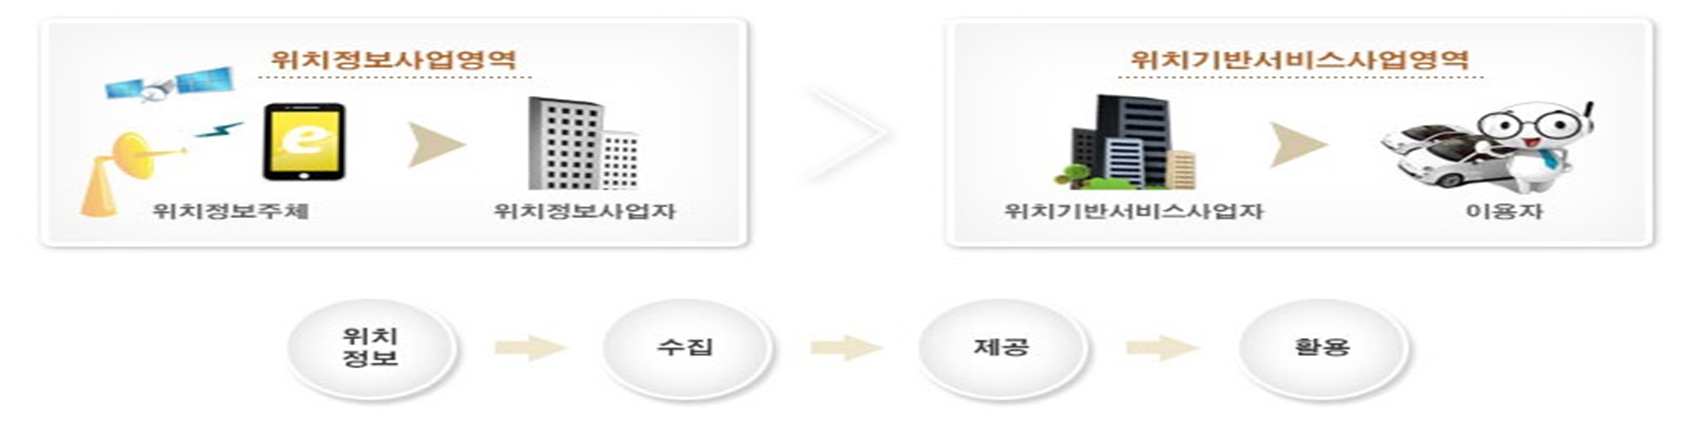 위치정보사업영역
e
위치정보주체
위치정보사업자
위치기반서비스사업영역
위치기반서비스사업자
이용자
위치
정보
수집
제공
활용